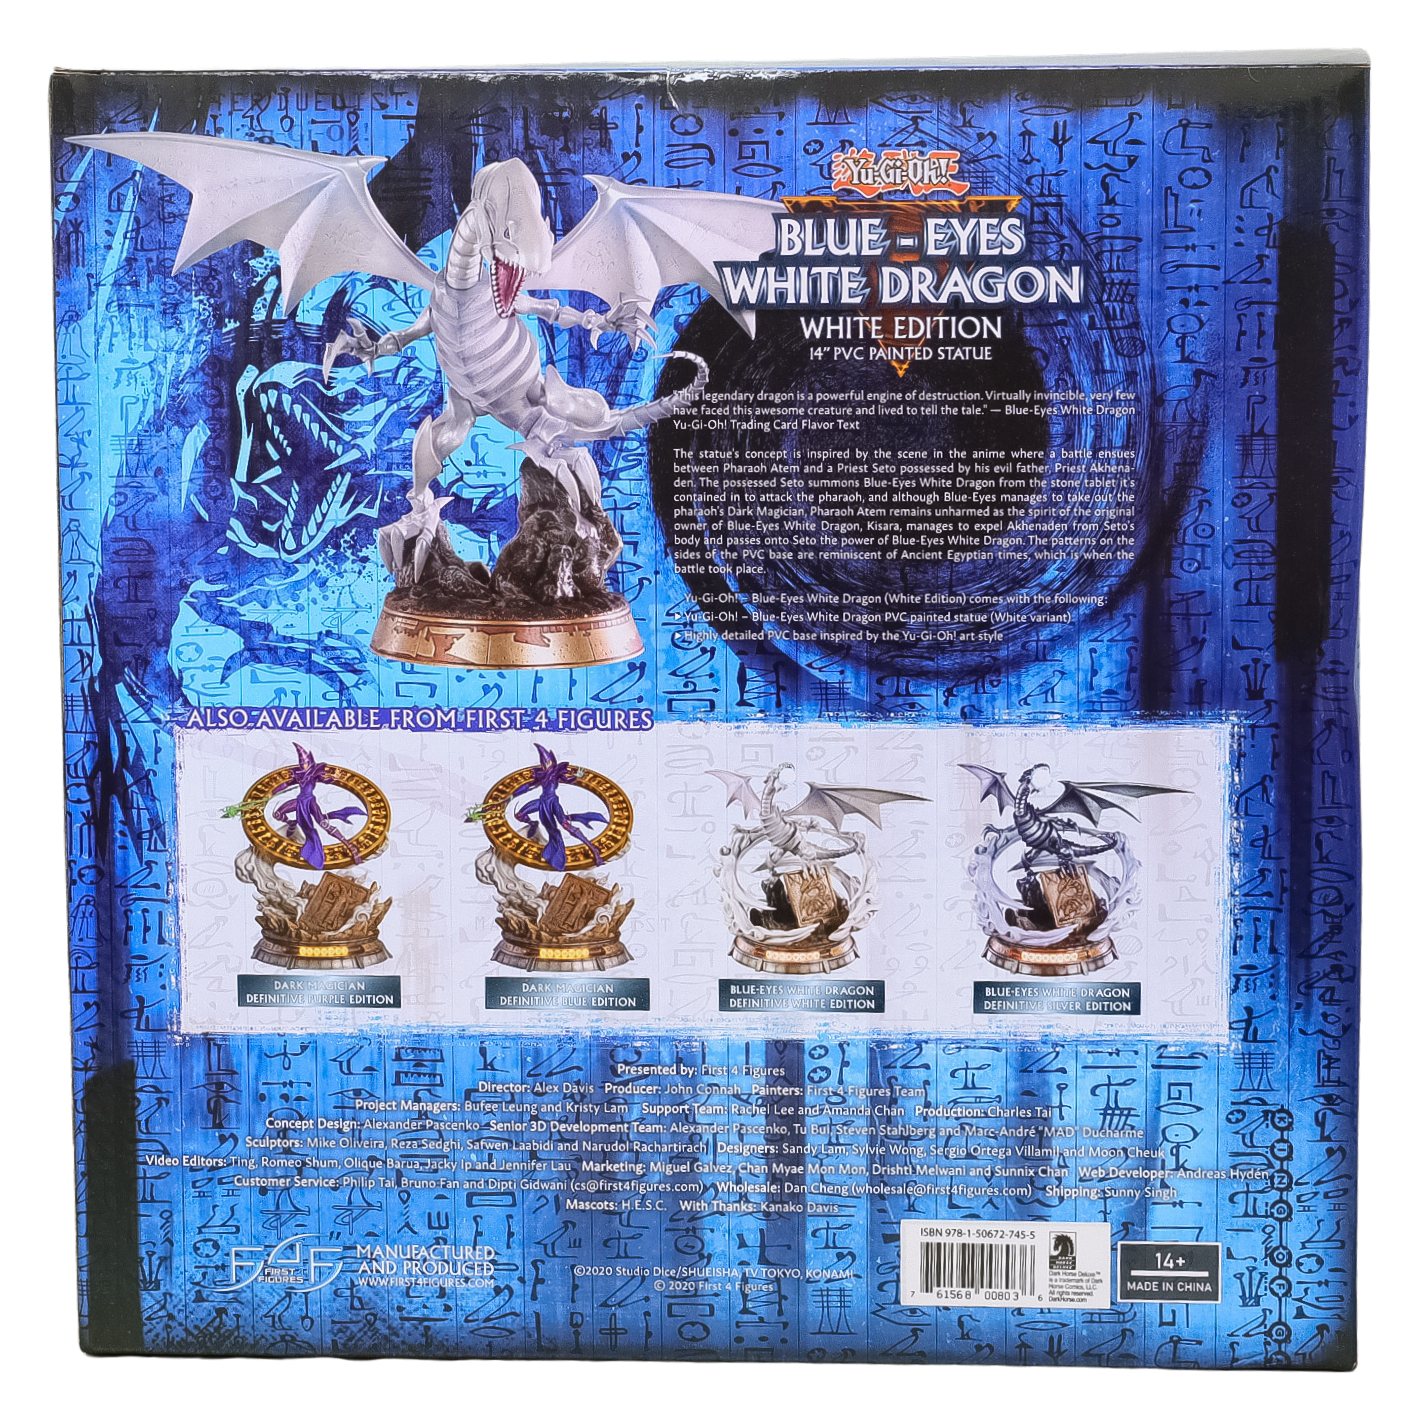 Yu-Gi-Oh!
BLUE-EYES
WHITE DRAGON
WHITE EDITION
14" PVC PAINTED STATUE
"This legendary dragon is a powerful engine of destruction. Virtually invincible, very few
have faced this awesome creature and lived to tell the tale." — Blue-Eyes White Dragon
Yu-Gi-Oh! Trading Card Flavor Text
The statue's concept is inspired by the scene in the anime where a battle ensues
between Pharaoh Atem and a Priest Seto possessed by his evil father, Priest Akhena-
den. The possessed Seto summons Blue-Eyes White Dragon from the stone tablet it's
contained in to attack the pharaoh, and although Blue-Eyes manages to take out the
pharaoh's Dark Magician, Pharaoh Atem remains unharmed as the spirit of the original
owner of Blue-Eyes White Dragon, Kisara, manages to expel Akhenaden from Seto's
body and passes onto Seto the power of Blue-Eyes White Dragon. The patterns on the
sides of the PVC base are reminiscent of Ancient Egyptian times, which is when the
battle took place.
Yu-Gi-Oh! – Blue-Eyes White Dragon (White Edition) comes with the following:
▸ Yu-Gi-Oh! – Blue-Eyes White Dragon PVC painted statue (White variant)
▸ Highly detailed PVC base inspired by the Yu-Gi-Oh! art style
ALSO AVAILABLE FROM FIRST 4 FIGURES
DARK MAGICIAN
DEFINITIVE PURPLE EDITION
DARK MAGICIAN
DEFINITIVE BLUE EDITION
BLUE-EYES WHITE DRAGON
DEFINITIVE WHITE EDITION
BLUE-EYES WHITE DRAGON
DEFINITIVE SILVER EDITION
Presented by: First 4 Figures
Director: Alex Davis Producer: John Connah Painters: First 4 Figures Team
Project Managers: Bufee Leung and Kristy Lam Support Team: Rachel Lee and Amanda Chan Production: Charles Tai
Concept Design: Alexander Pascenko Senior 3D Development Team: Alexander Pascenko, Tu Bui, Steven Stahlberg and Marc-André "MAD" Ducharme
Sculptors: Mike Oliveira, Reza Sedghi, Safwen Laabidi and Narudol Rachartirach Designers: Sandy Lam, Sylvie Wong, Sergio Ortega Villamil and Moon Cheuk
Video Editors: Ting, Romeo Shum, Olique Barua, Jacky Ip and Jennifer Lau Marketing: Miguel Galvez, Chan Myae Mon Mon, Drishti Melwani and Sunnix Chan Web Developer: Andreas Hydén
Customer Service: Philip Tai, Bruno Fan and Dipti Gidwani (cs@first4figures.com) Wholesale: Dan Cheng (wholesale@first4figures.com) Shipping: Sunny Singh
Mascots: H.E.S.C. With Thanks: Kanako Davis
F4F FIRST 4 FIGURES
MANUFACTURED
AND PRODUCED
WWW.FIRST4FIGURES.COM
©2020 Studio Dice/SHUEISHA, TV TOKYO, KONAMI
© 2020 First 4 Figures
ISBN 978-1-50672-745-5
7 61568 00803 6
Dark Horse Deluxe™
is a trademark of Dark
Horse Comics, LLC.
All rights reserved.
DarkHorse.com
14+
MADE IN CHINA